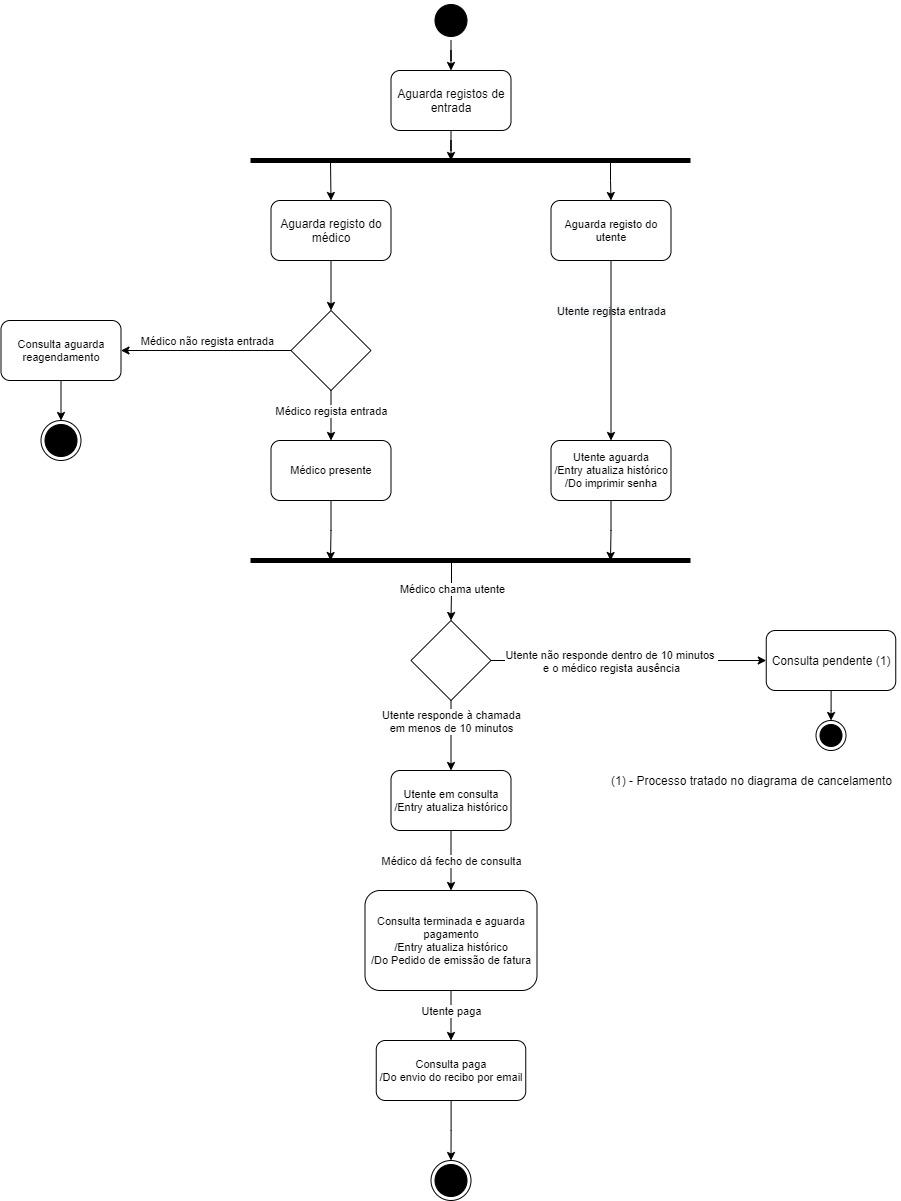 Aguarda registos de
entrada
Aguarda registo do
médico
Aguarda registo do
utente
Utente regista entrada
Médico não regista entrada
Consulta aguarda
reagendamento
Médico regista entrada
Médico presente
Utente aguarda
/Entry atualiza histórico
/Do imprimir senha
Médico chama utente
Utente não responde dentro de 10 minutos
e o médico regista ausência
Consulta pendente (1)
Utente responde à chamada
em menos de 10 minutos
(1) - Processo tratado no diagrama de cancelamento
Utente em consulta
/Entry atualiza histórico
Médico dá fecho de consulta
Consulta terminada e aguarda
pagamento
/Entry atualiza histórico
/Do Pedido de emissão de fatura
Utente paga
Consulta paga
/Do envio do recibo por email